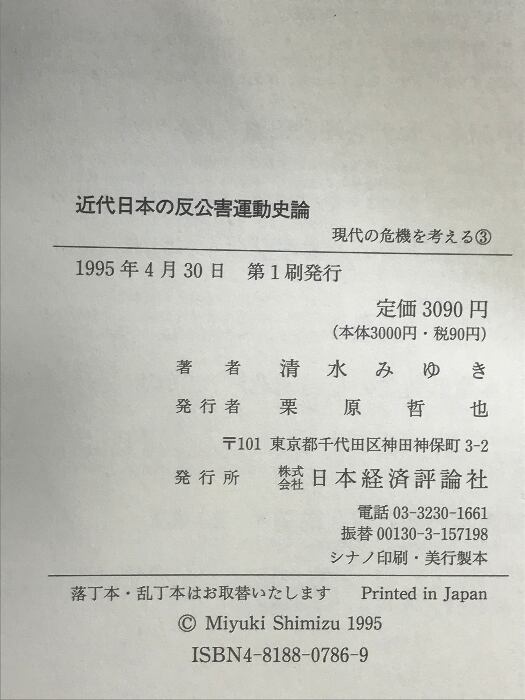 近代日本の反公害運動史論
現代の危機を考える③
1995年4月30日 第1刷発行
定価3090円
(本体3000円・税90円)
著者 清水みゆき
発行者 栗原哲也
〒101 東京都千代田区神田神保町3-2
発行所 株式会社 日本経済評論社
電話 03-3230-1661
振替 00130-3-157198
シナノ印刷・美行製本
落丁本・乱丁本はお取替いたします Printed in Japan
© Miyuki Shimizu 1995
ISBN4-8188-0786-9